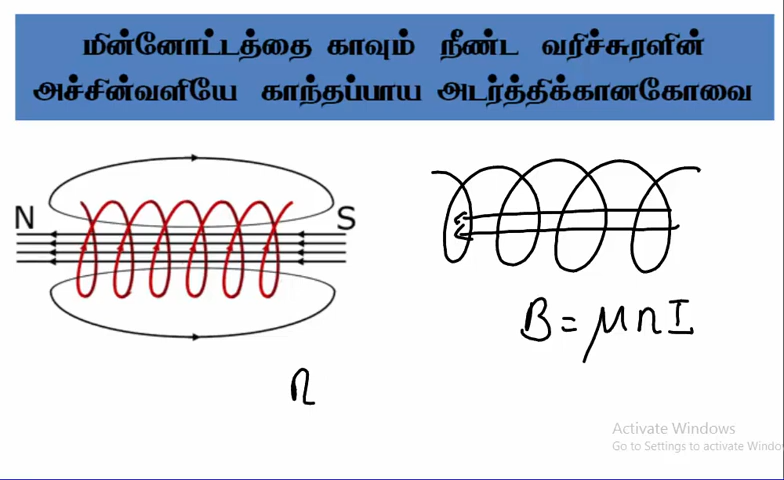 மின்னோட்டத்தை காவும் நீண்ட வரிச்சுருளின்
அச்சின்வழியே காந்தப்பாய அடர்த்திக்கானகோவை
N S
B = μnI
n
Activate Windows
Go to Settings to activate Windo